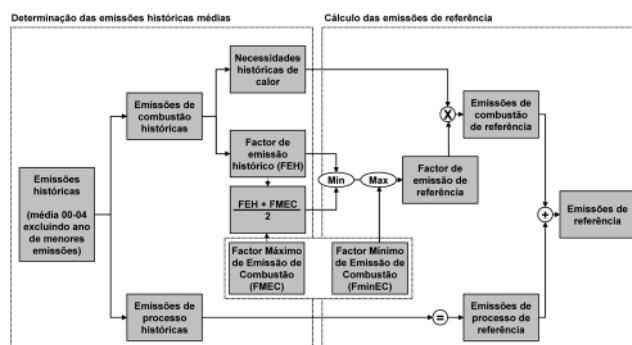 Determinação das emissões históricas médias
Cálculo das emissões de referência
Necessidades
históricas de
calor
Emissões de
combustão
históricas
Emissões de
combustão
de referência
X
Factor de
emissão
histórico (FEH)
Min
Max
Factor de
emissão de
referência
Emissões
históricas
(média 00-04
excluindo ano
de menores
emissões)
FEH + FMEC
2
+
Emissões de
referência
Factor Máximo
de Emissão de
Combustão
(FMEC)
Factor Mínimo
de Emissão de
Combustão
(FminEC)
Emissões de
processo
históricas
=
Emissões de
processo de
referência